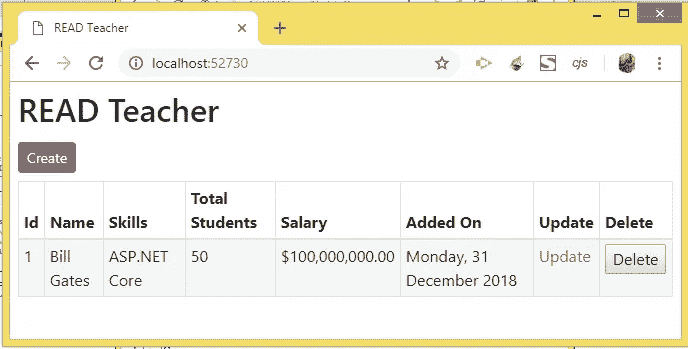 READ Teacher
localhost:52730
cjs
READ Teacher
Create
Id Name Skills Total Students Salary Added On Update Delete
1 Bill Gates ASP.NET Core 50 $100,000,000.00 Monday, 31 December 2018 Update Delete